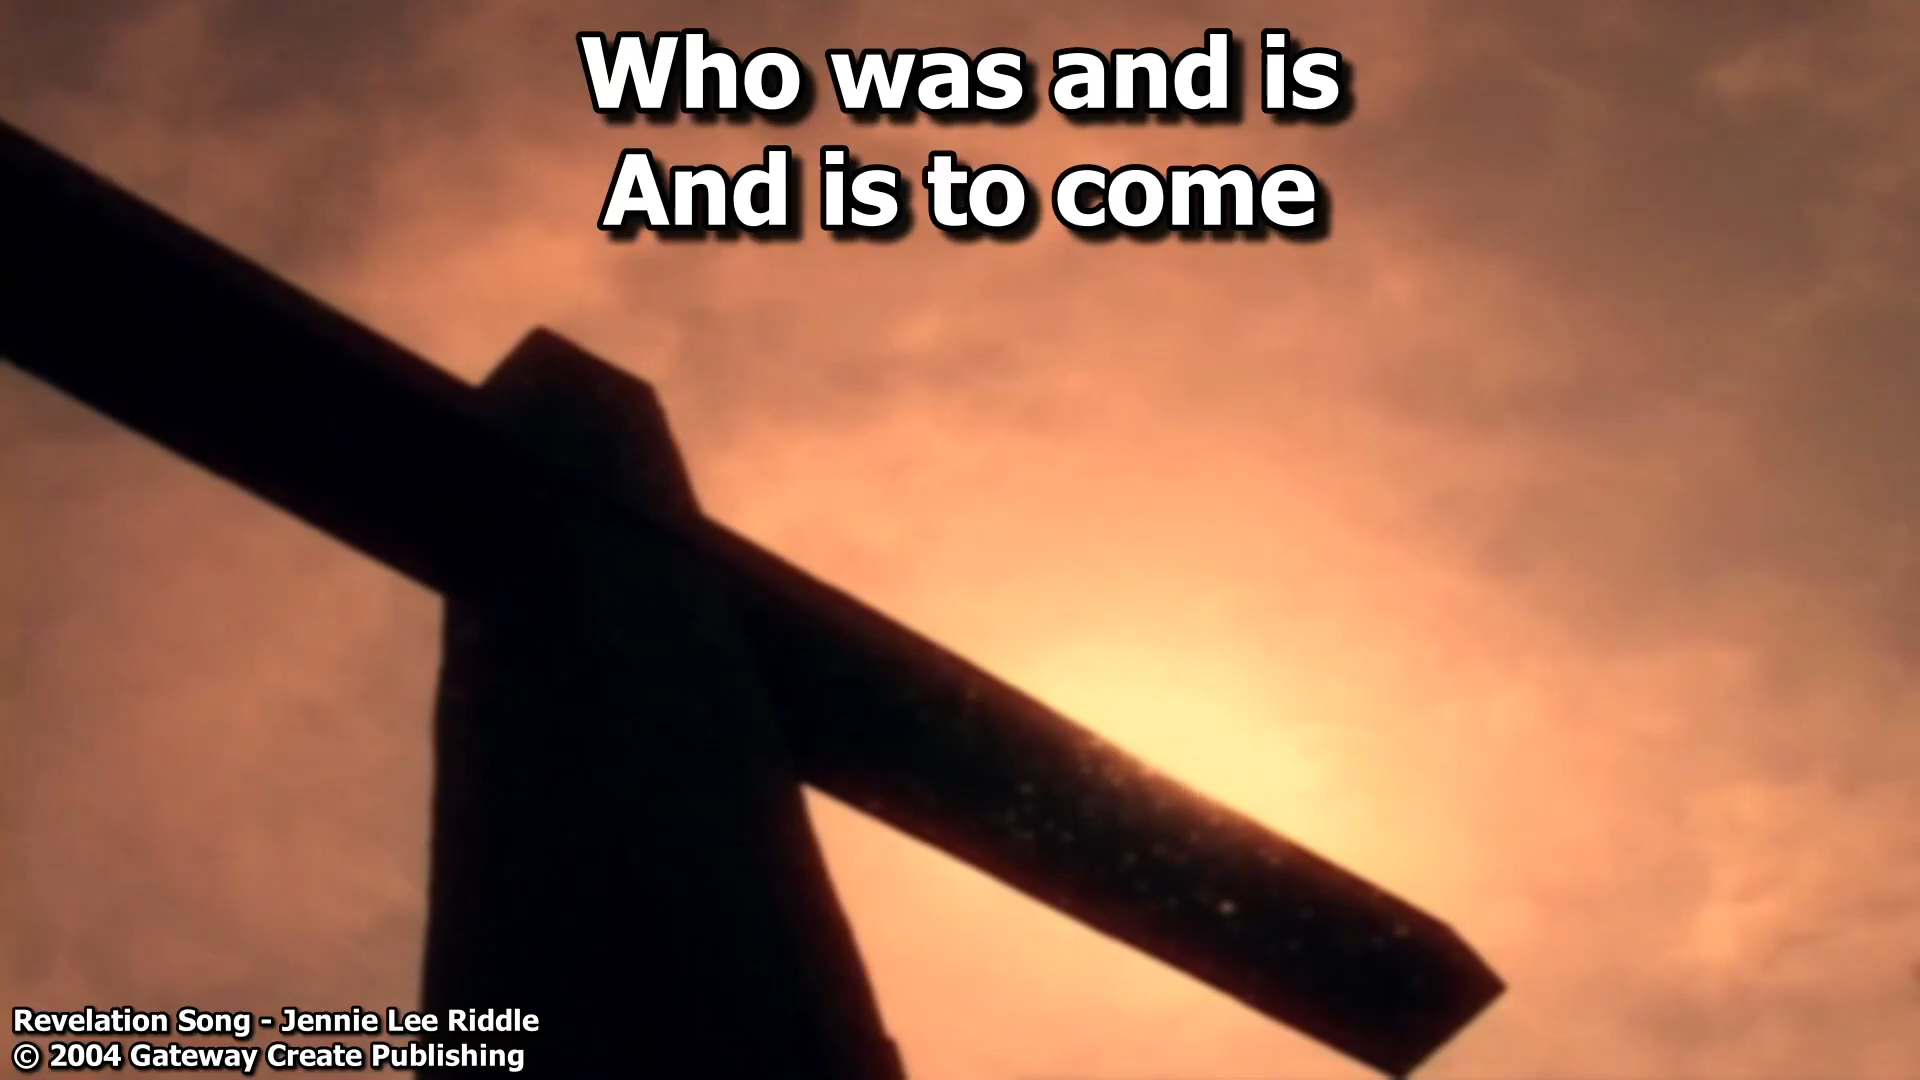 Who was and is
And is to come
Revelation Song - Jennie Lee Riddle
© 2004 Gateway Create Publishing